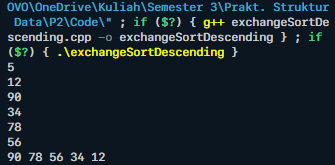 OVO\OneDrive\Kuliah\Semester 3\Prakt. Struktur
Data\P2\Code\" ; if ($?) { g++ exchangeSortDe
scending.cpp -o exchangeSortDescending } ; if
($?) { .\exchangeSortDescending }
5
12
90
34
78
56
90 78 56 34 12